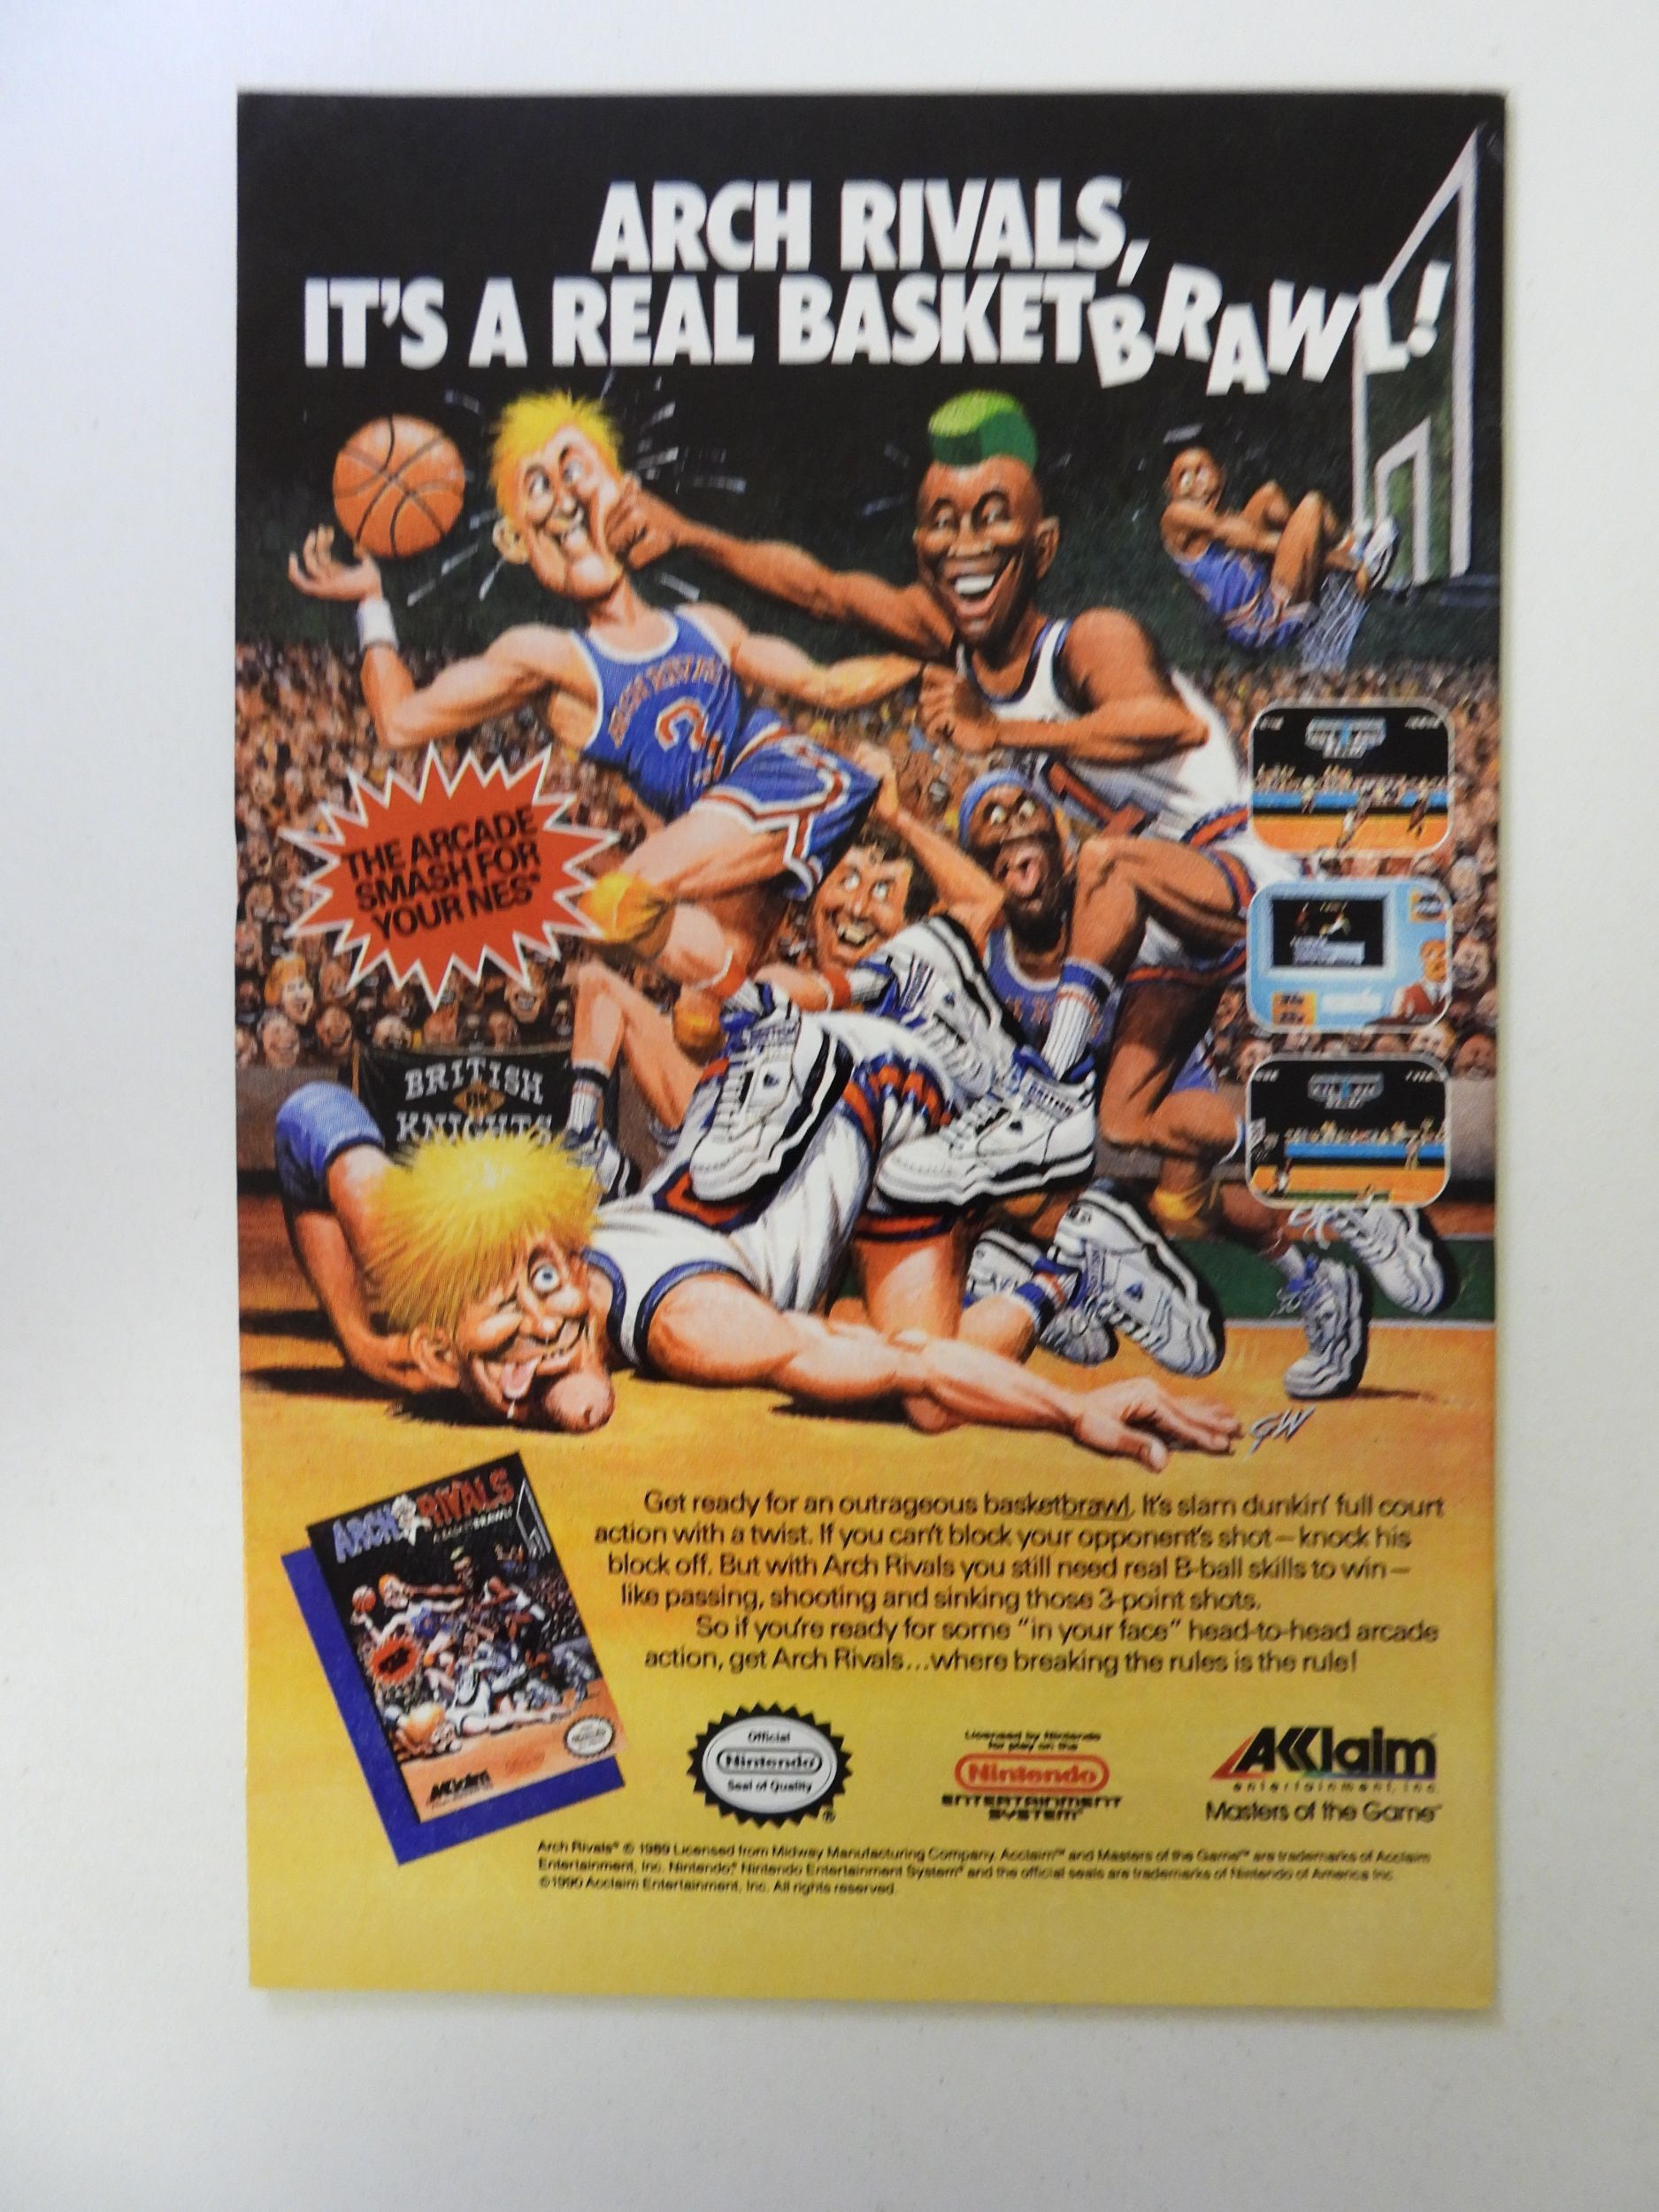 ARCH RIVALS,
IT'S A REAL BASKETBRAWL!
THE ARCADE
SMASH FOR
YOUR NES®
BRITISH
BK
KNIGHTS
GW
ARCH RIVALS
Acclaim
Get ready for an outrageous basketbrawl. It's slam dunkin' full court
action with a twist. If you can't block your opponent's shot—knock his
block off. But with Arch Rivals you still need real B-ball skills to win—
like passing, shooting and sinking those 3-point shots.
So if you're ready for some "in your face" head-to-head arcade
action, get Arch Rivals...where breaking the rules is the rule!
Official
Nintendo
Seal of Quality
®
Licensed by Nintendo
for play on the
Nintendo
ENTERTAINMENT
SYSTEM™
AKKlaim™
entertainment, inc.
Masters of the Game™
Arch Rivals® © 1989 Licensed from Midway Manufacturing Company. Acclaim™ and Masters of the Game™ are trademarks of Acclaim
Entertainment, Inc. Nintendo,® Nintendo Entertainment System® and the official seals are trademarks of Nintendo of America Inc.
©1990 Acclaim Entertainment, Inc. All rights reserved.